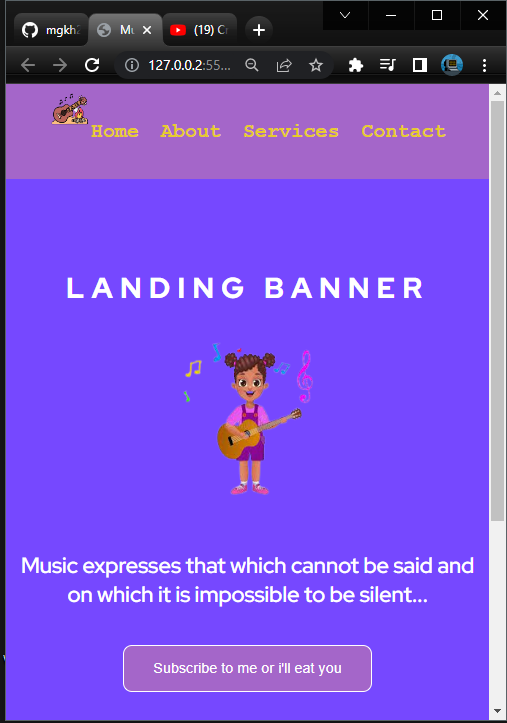 mgkh2
Mu
(19) Cr
127.0.0.2:55...
Home About Services Contact
LANDING BANNER
Music expresses that which cannot be said and
on which it is impossible to be silent...
Subscribe to me or i'll eat you